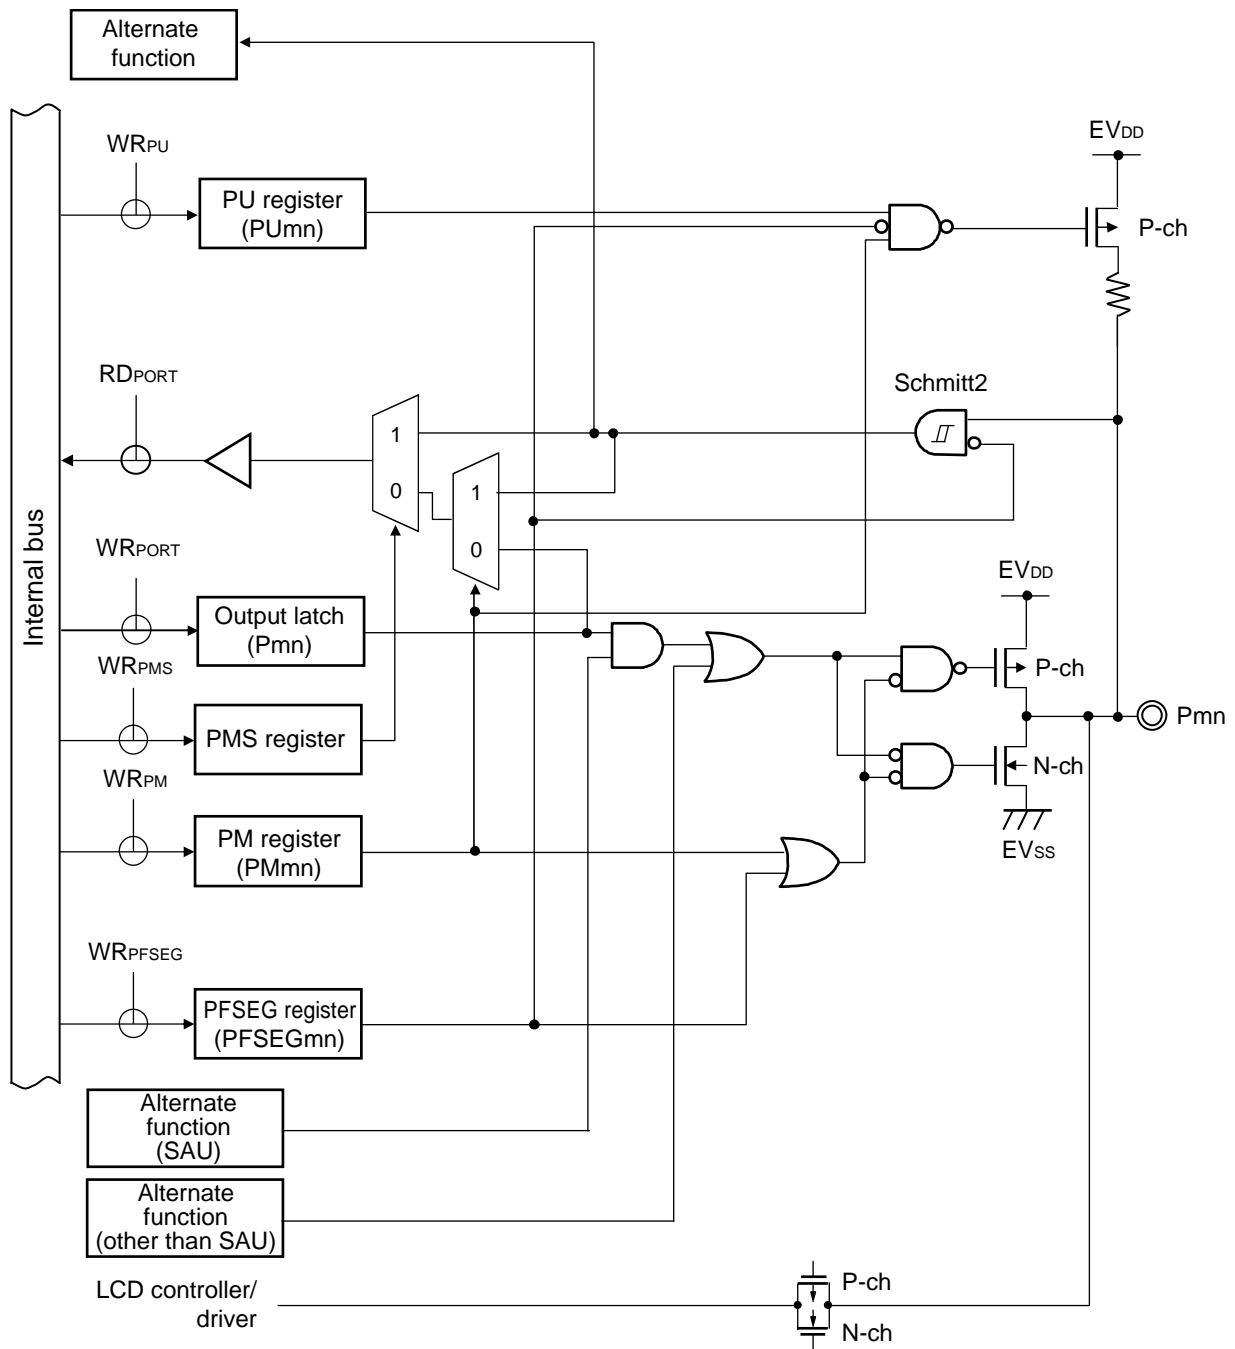 Alternate
function
WRPU
PU register
(PUmn)
EVDD
P-ch
RDPORT
Schmitt2
1
0
1
0
Internal bus
WRPORT
Output latch
(Pmn)
EVDD
P-ch
WRPMS
PMS register
Pmn
N-ch
WRPM
PM register
(PMmn)
EVSS
WRPFSEG
PFSEG register
(PFSEGmn)
Alternate
function
(SAU)
Alternate
function
(other than SAU)
LCD controller/
driver
P-ch
N-ch